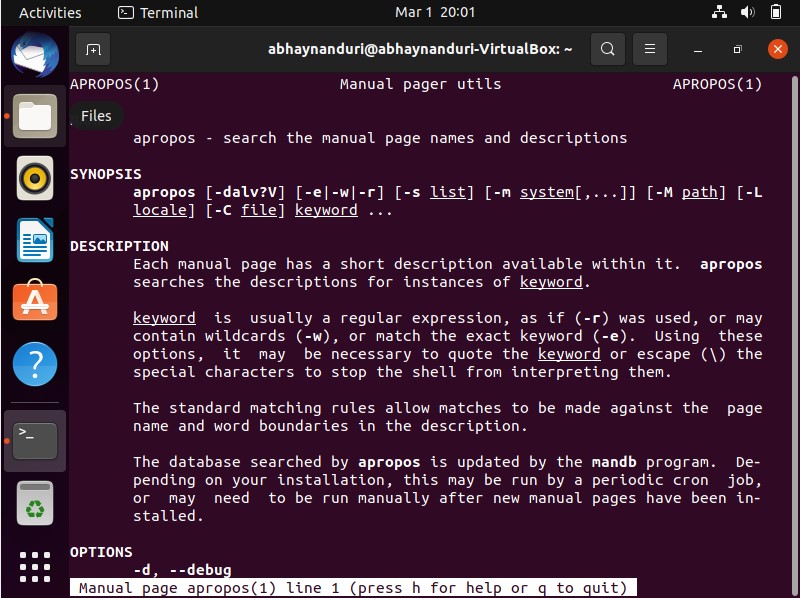 Activities Terminal Mar 1 20:01
abhaynanduri@abhaynanduri-VirtualBox: ~
APROPOS(1) Manual pager utils APROPOS(1)
Files
apropos - search the manual page names and descriptions
SYNOPSIS
apropos [-dalv?V] [-e|-w|-r] [-s list] [-m system[,...]] [-M path] [-L
locale] [-C file] keyword ...
DESCRIPTION
Each manual page has a short description available within it. apropos
searches the descriptions for instances of keyword.
keyword is usually a regular expression, as if (-r) was used, or may
contain wildcards (-w), or match the exact keyword (-e). Using these
options, it may be necessary to quote the keyword or escape (\) the
special characters to stop the shell from interpreting them.
The standard matching rules allow matches to be made against the page
name and word boundaries in the description.
The database searched by apropos is updated by the mandb program. De-
pending on your installation, this may be run by a periodic cron job,
or may need to be run manually after new manual pages have been in-
stalled.
OPTIONS
-d, --debug
Manual page apropos(1) line 1 (press h for help or q to quit)